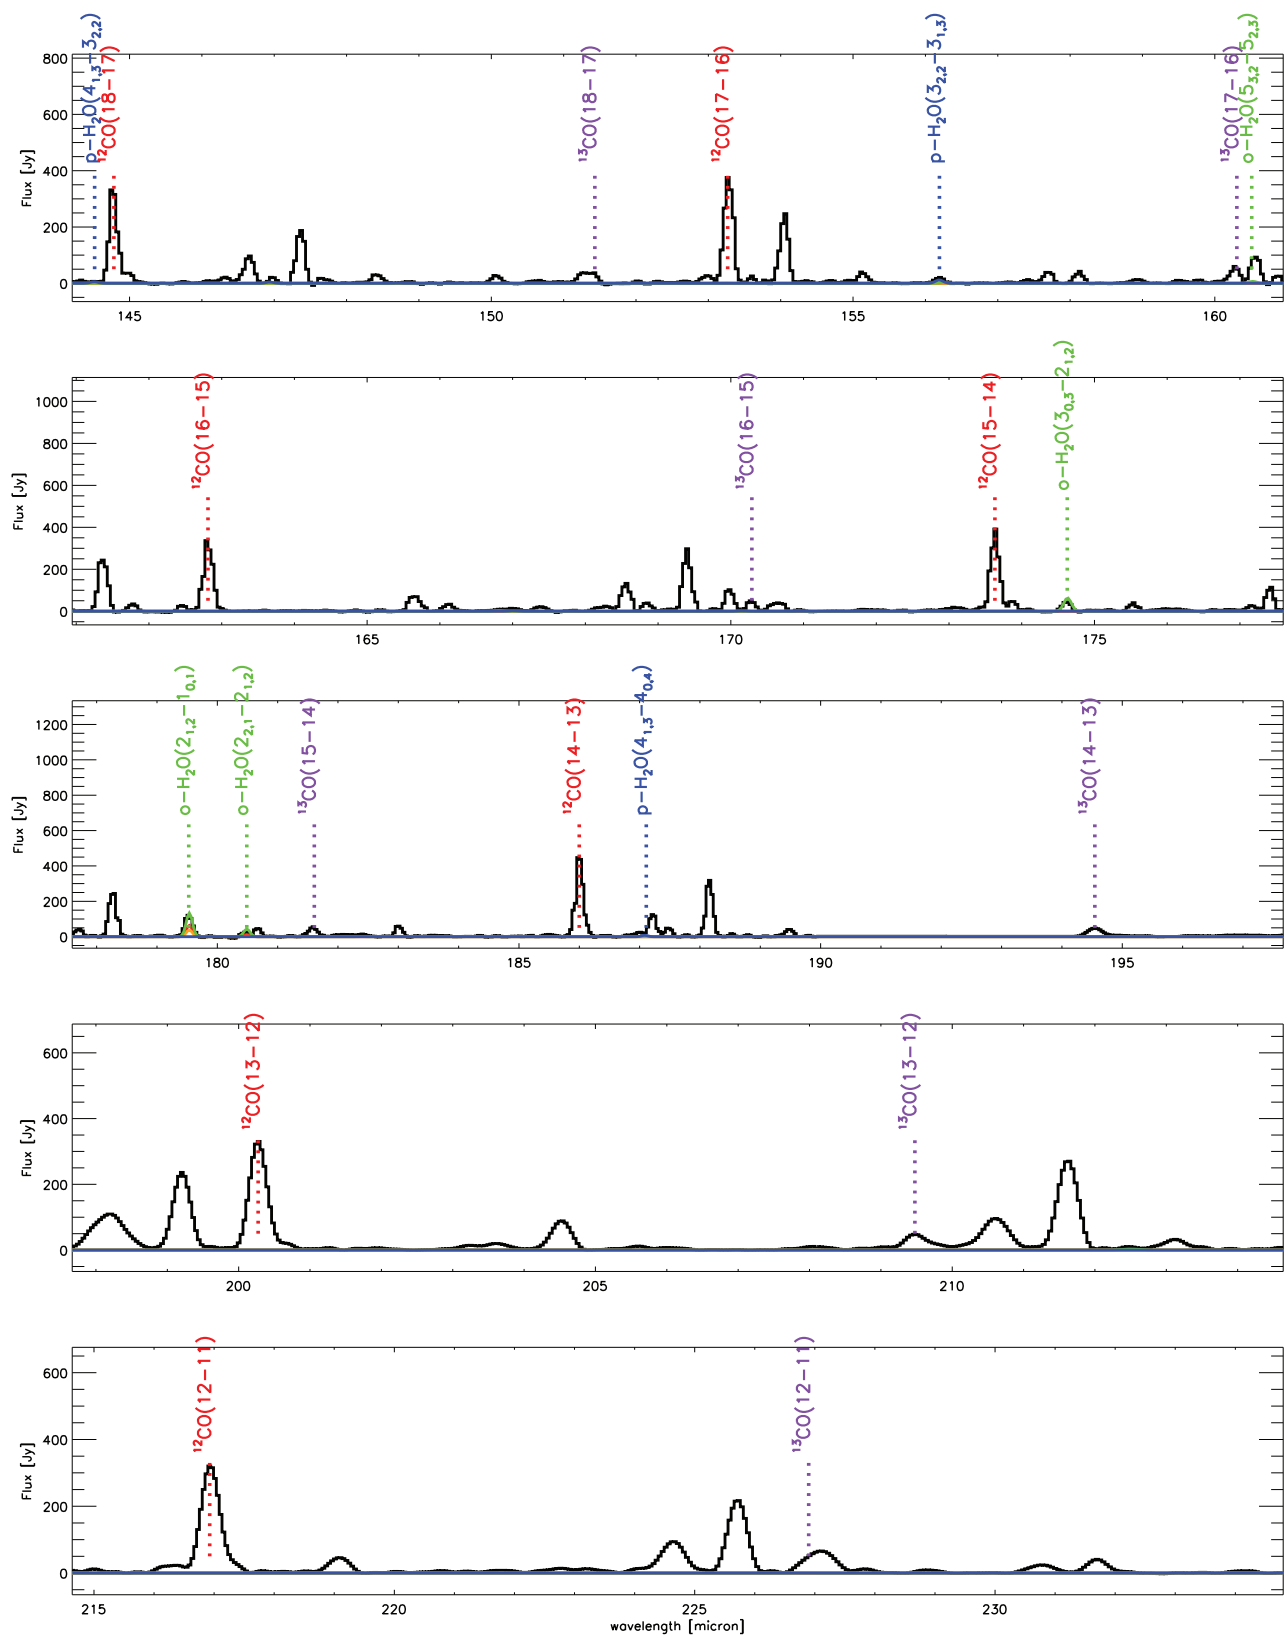 p−H₂O(4₁,₃−3₂,₂)
¹²CO(18−17)
¹³CO(18−17)
¹²CO(17−16)
p−H₂O(3₂,₂−3₁,₃)
¹³CO(17−16)
o−H₂O(5₃,₂−5₂,₃)
Flux [Jy]
800
600
400
200
0
145 150 155 160
¹²CO(16−15)
¹³CO(16−15)
¹²CO(15−14)
o−H₂O(3₀,₃−2₁,₂)
Flux [Jy]
1000
800
600
400
200
0
165 170 175
o−H₂O(2₁,₂−1₀,₁)
o−H₂O(2₂,₁−2₁,₂)
¹³CO(15−14)
¹²CO(14−13)
p−H₂O(4₁,₃−4₀,₄)
¹³CO(14−13)
Flux [Jy]
1200
1000
800
600
400
200
0
180 185 190 195
¹²CO(13−12)
¹³CO(13−12)
Flux [Jy]
600
400
200
0
200 205 210
¹²CO(12−11)
¹³CO(12−11)
Flux [Jy]
600
400
200
0
215 220 225 230
wavelength [micron]